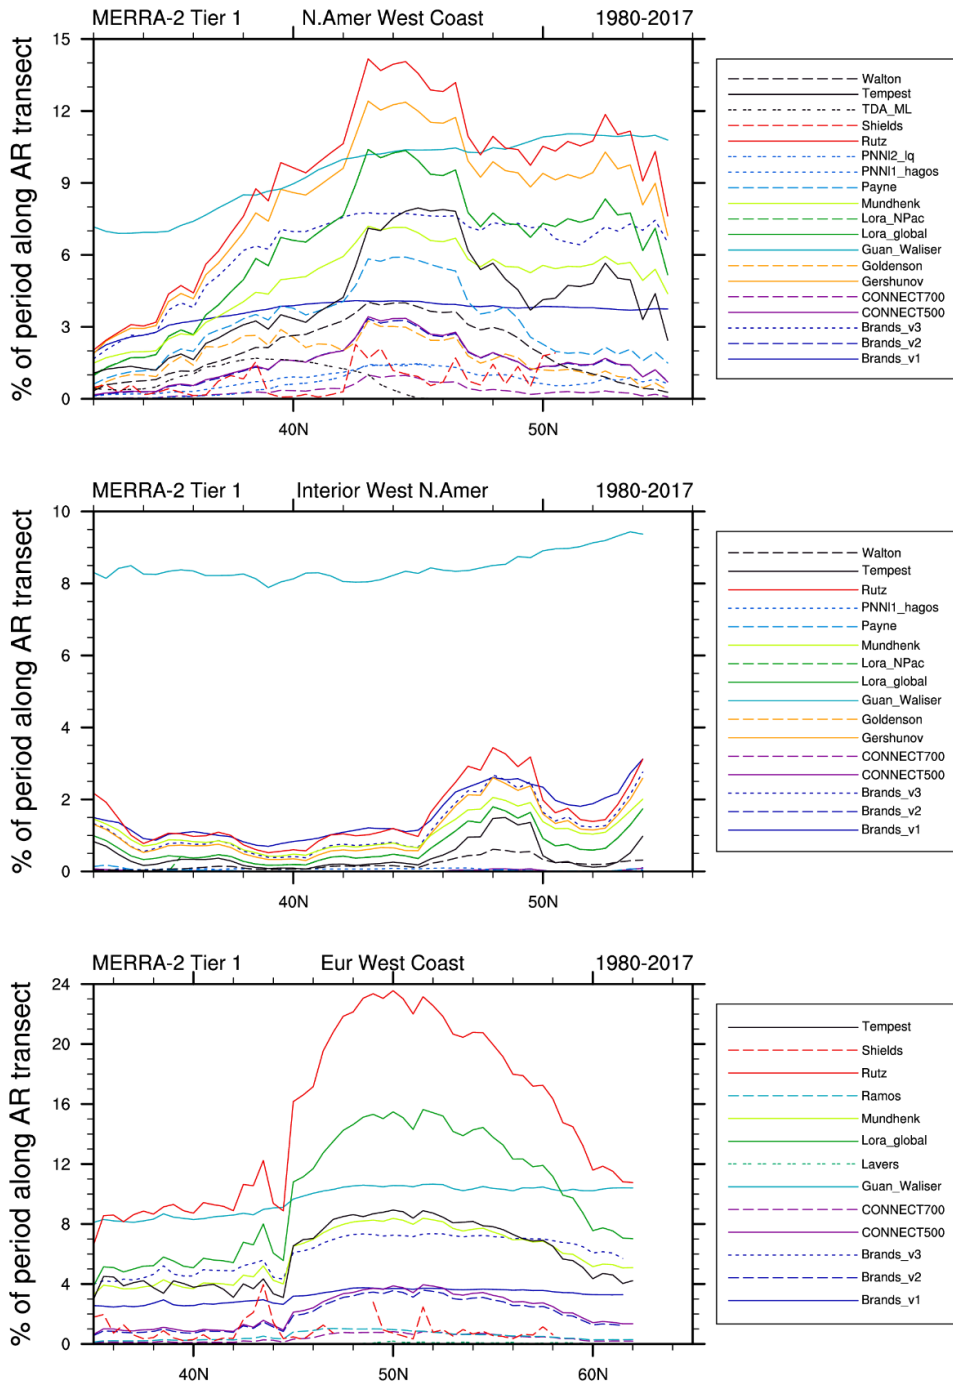 MERRA-2 Tier 1 N.Amer West Coast 1980-2017
% of period along AR transect
15
12
9
6
3
0
40N 50N
Walton
Tempest
TDA_ML
Shields
Rutz
PNNl2_lq
PNNl1_hagos
Payne
Mundhenk
Lora_NPac
Lora_global
Guan_Waliser
Goldenson
Gershunov
CONNECT700
CONNECT500
Brands_v3
Brands_v2
Brands_v1
MERRA-2 Tier 1 Interior West N.Amer 1980-2017
% of period along AR transect
10
8
6
4
2
0
40N 50N
Walton
Tempest
Rutz
PNNl1_hagos
Payne
Mundhenk
Lora_NPac
Lora_global
Guan_Waliser
Goldenson
Gershunov
CONNECT700
CONNECT500
Brands_v3
Brands_v2
Brands_v1
MERRA-2 Tier 1 Eur West Coast 1980-2017
% of period along AR transect
24
20
16
12
8
4
0
40N 50N 60N
Tempest
Shields
Rutz
Ramos
Mundhenk
Lora_global
Lavers
Guan_Waliser
CONNECT700
CONNECT500
Brands_v3
Brands_v2
Brands_v1